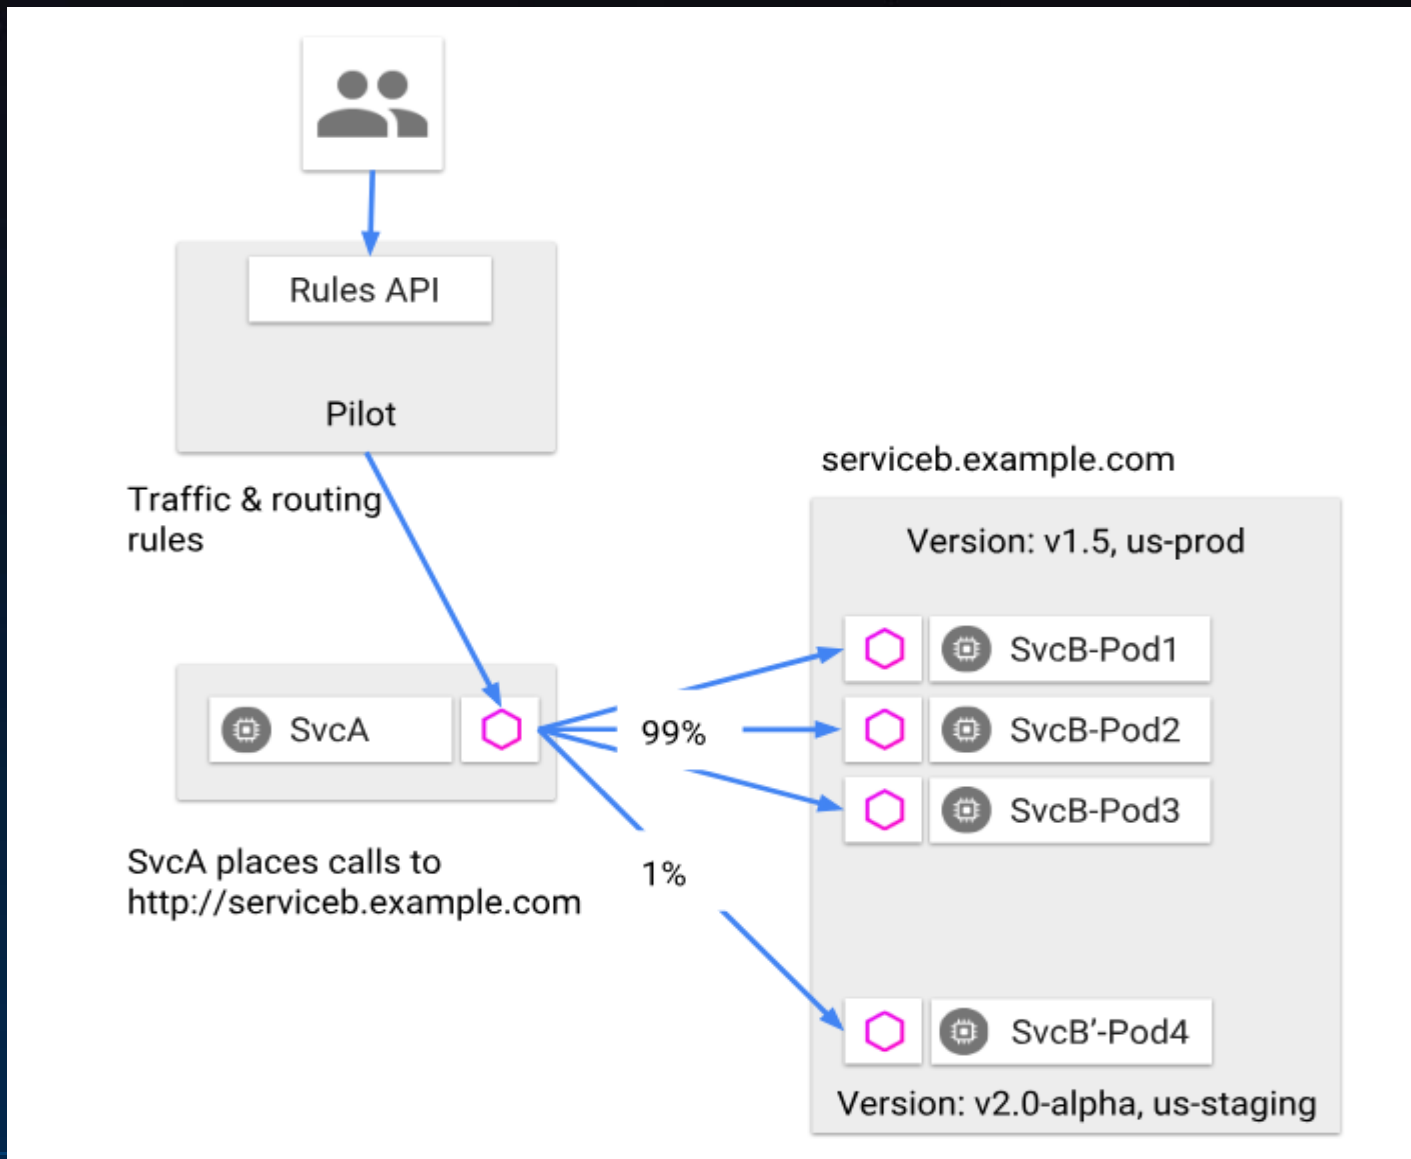 Rules API
Pilot
Traffic & routing
rules
serviceb.example.com
Version: v1.5, us-prod
SvcB-Pod1
SvcA
99%
SvcB-Pod2
SvcB-Pod3
SvcA places calls to
http://serviceb.example.com
1%
SvcB’-Pod4
Version: v2.0-alpha, us-staging